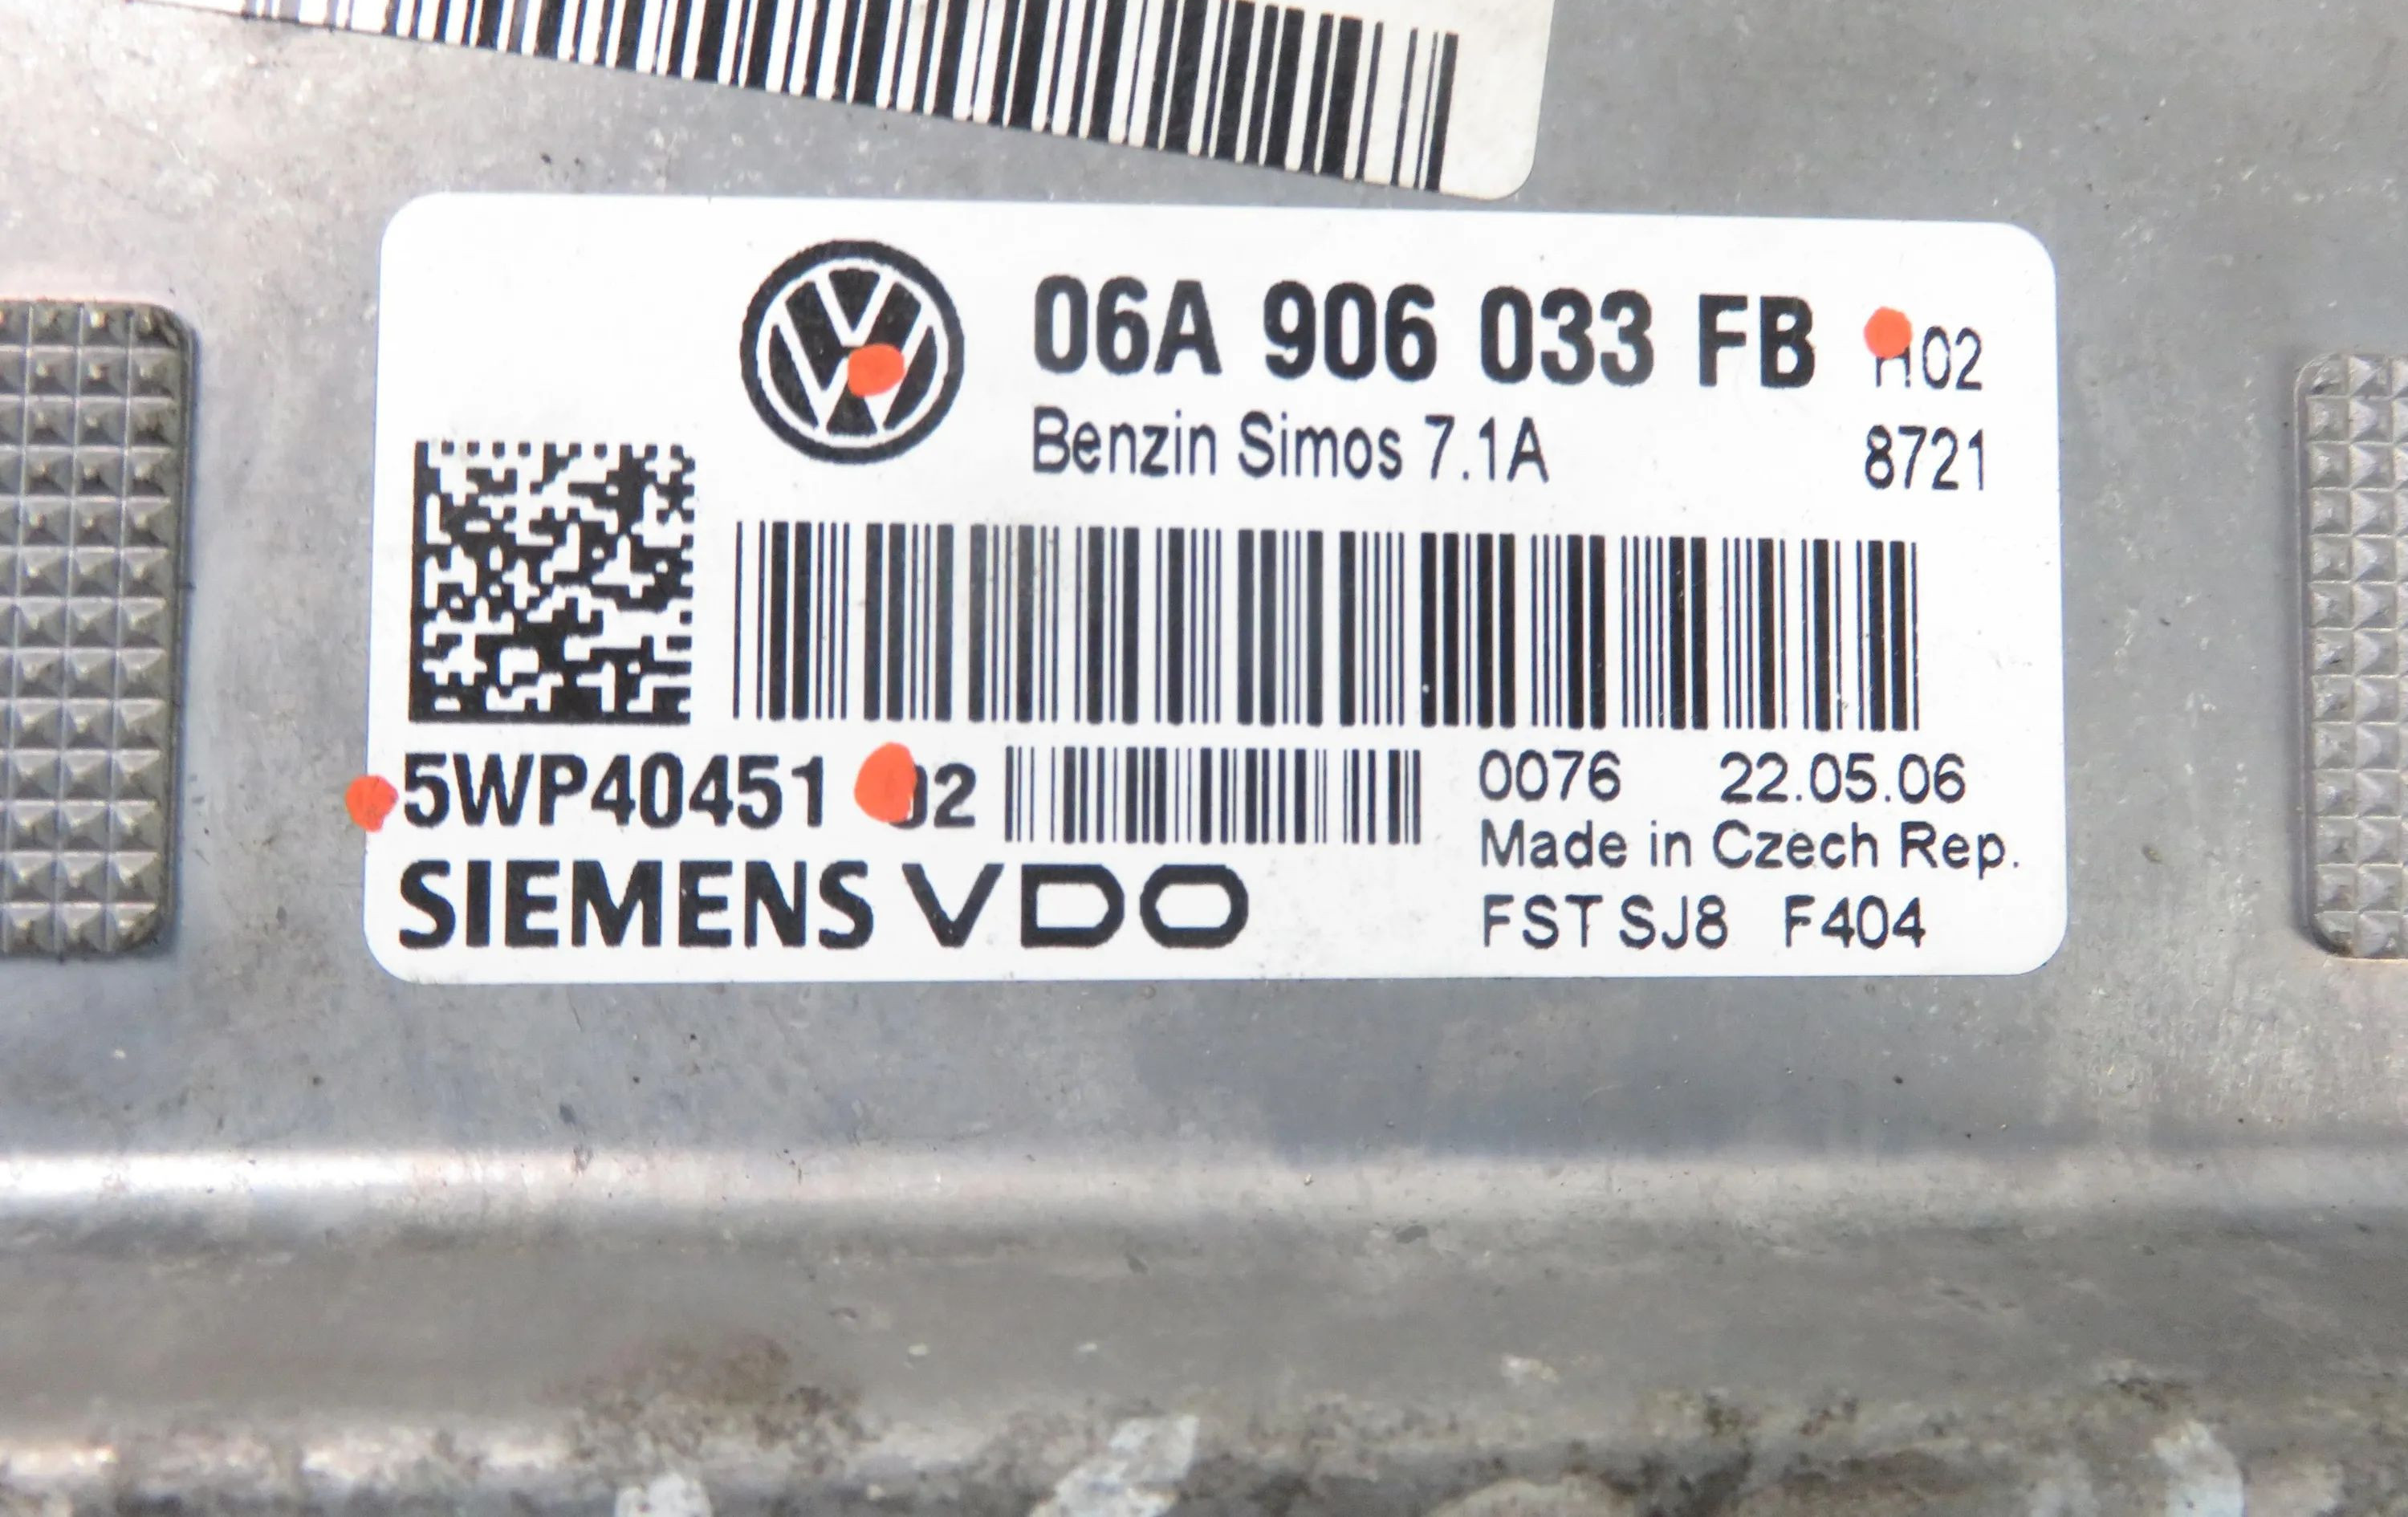 06A 906 033 FB H02
Benzin Simos 7.1A 8721
5WP40451 02 0076 22.05.06
Made in Czech Rep.
SIEMENS VDO FST SJ8 F404